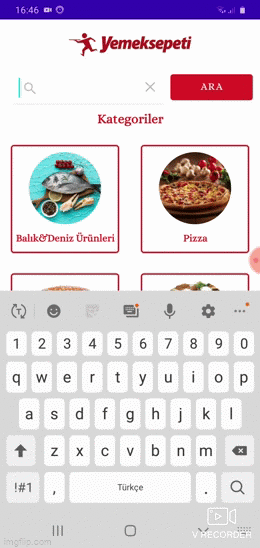 16:46
Yemeksepeti
ARA
Kategoriler
Balık&Deniz Ürünleri
Pizza
1 2 3 4 5 6 7 8 9 0
q w e r t y u i o p
a s d f g h j k l
z x c v b n m
!#1 , Türkçe .
V RECORDER
imgflip.com